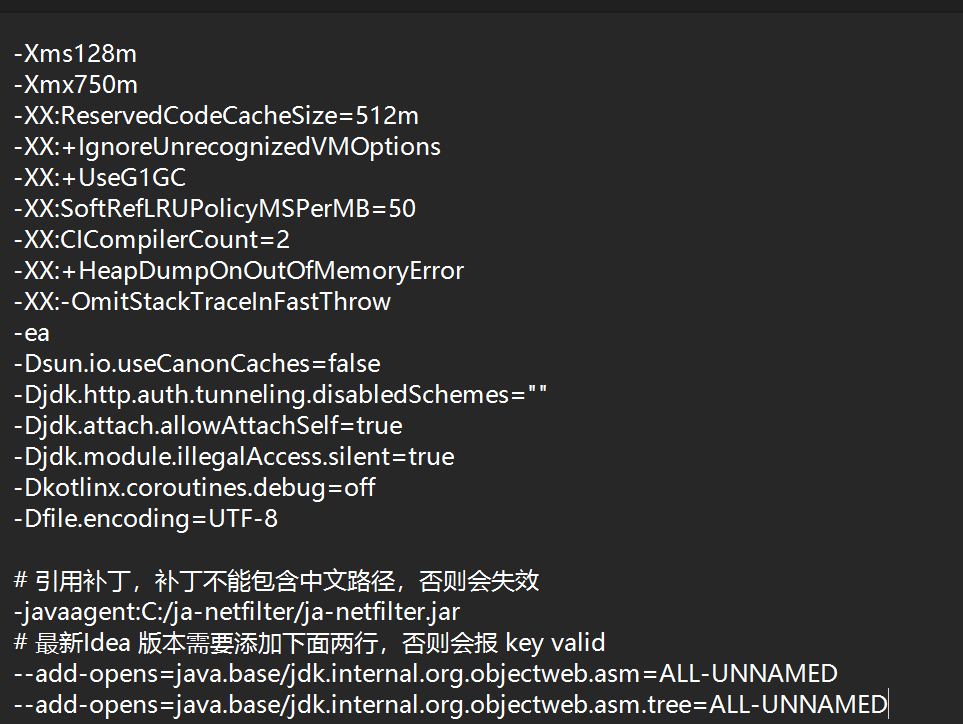 -Xms128m
-Xmx750m
-XX:ReservedCodeCacheSize=512m
-XX:+IgnoreUnrecognizedVMOptions
-XX:+UseG1GC
-XX:SoftRefLRUPolicyMSPerMB=50
-XX:CICompilerCount=2
-XX:+HeapDumpOnOutOfMemoryError
-XX:-OmitStackTraceInFastThrow
-ea
-Dsun.io.useCanonCaches=false
-Djdk.http.auth.tunneling.disabledSchemes=""
-Djdk.attach.allowAttachSelf=true
-Djdk.module.illegalAccess.silent=true
-Dkotlinx.coroutines.debug=off
-Dfile.encoding=UTF-8
# 引用补丁，补丁不能包含中文路径，否则会失效
-javaagent:C:/ja-netfilter/ja-netfilter.jar
# 最新Idea 版本需要添加下面两行，否则会报 key valid
--add-opens=java.base/jdk.internal.org.objectweb.asm=ALL-UNNAMED
--add-opens=java.base/jdk.internal.org.objectweb.asm.tree=ALL-UNNAMED